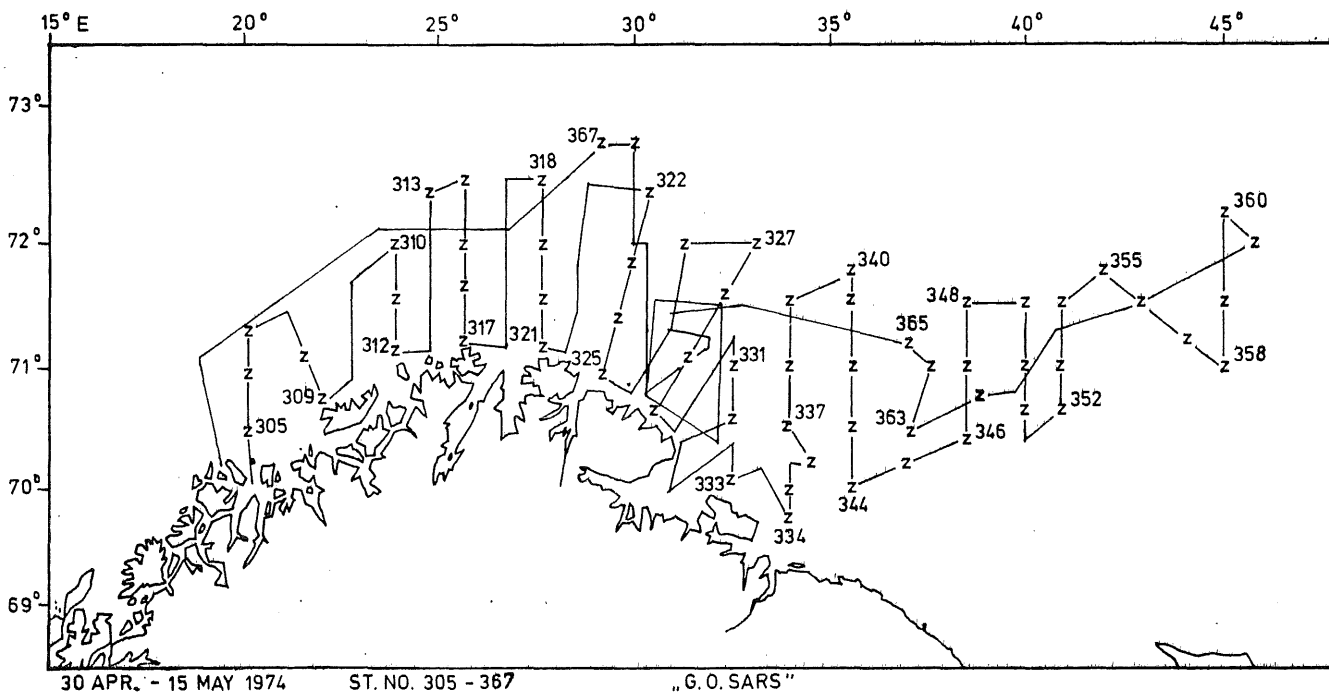 15° E 20° 25° 30° 35° 40° 45°
73°
367 Z Z
318
313 Z Z Z Z 322
360
Z
310 Z Z Z Z Z 327 Z
340 Z 355 Z
Z
Z
Z Z Z Z Z Z 348 Z Z Z Z Z
72°
Z
Z 317 321 Z 365 Z Z
312 Z Z Z Z 331
71°
Z 325 Z Z Z Z Z Z Z Z Z 358
309 Z Z
Z Z Z Z 352
Z 305 Z 337 Z Z 363 Z Z 346
Z Z
333 Z
70°
Z Z 344
Z
334
69°
30 APR. - 15 MAY 1974 ST. NO. 305 - 367 „G. O. SARS"